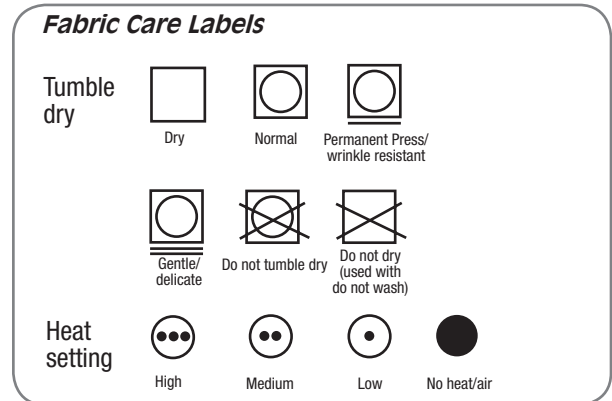 Fabric Care Labels
Tumble
dry
Dry
Normal
Permanent Press/
wrinkle resistant
Gentle/
delicate
Do not tumble dry
Do not dry
(used with
do not wash)
Heat
setting
High
Medium
Low
No heat/air